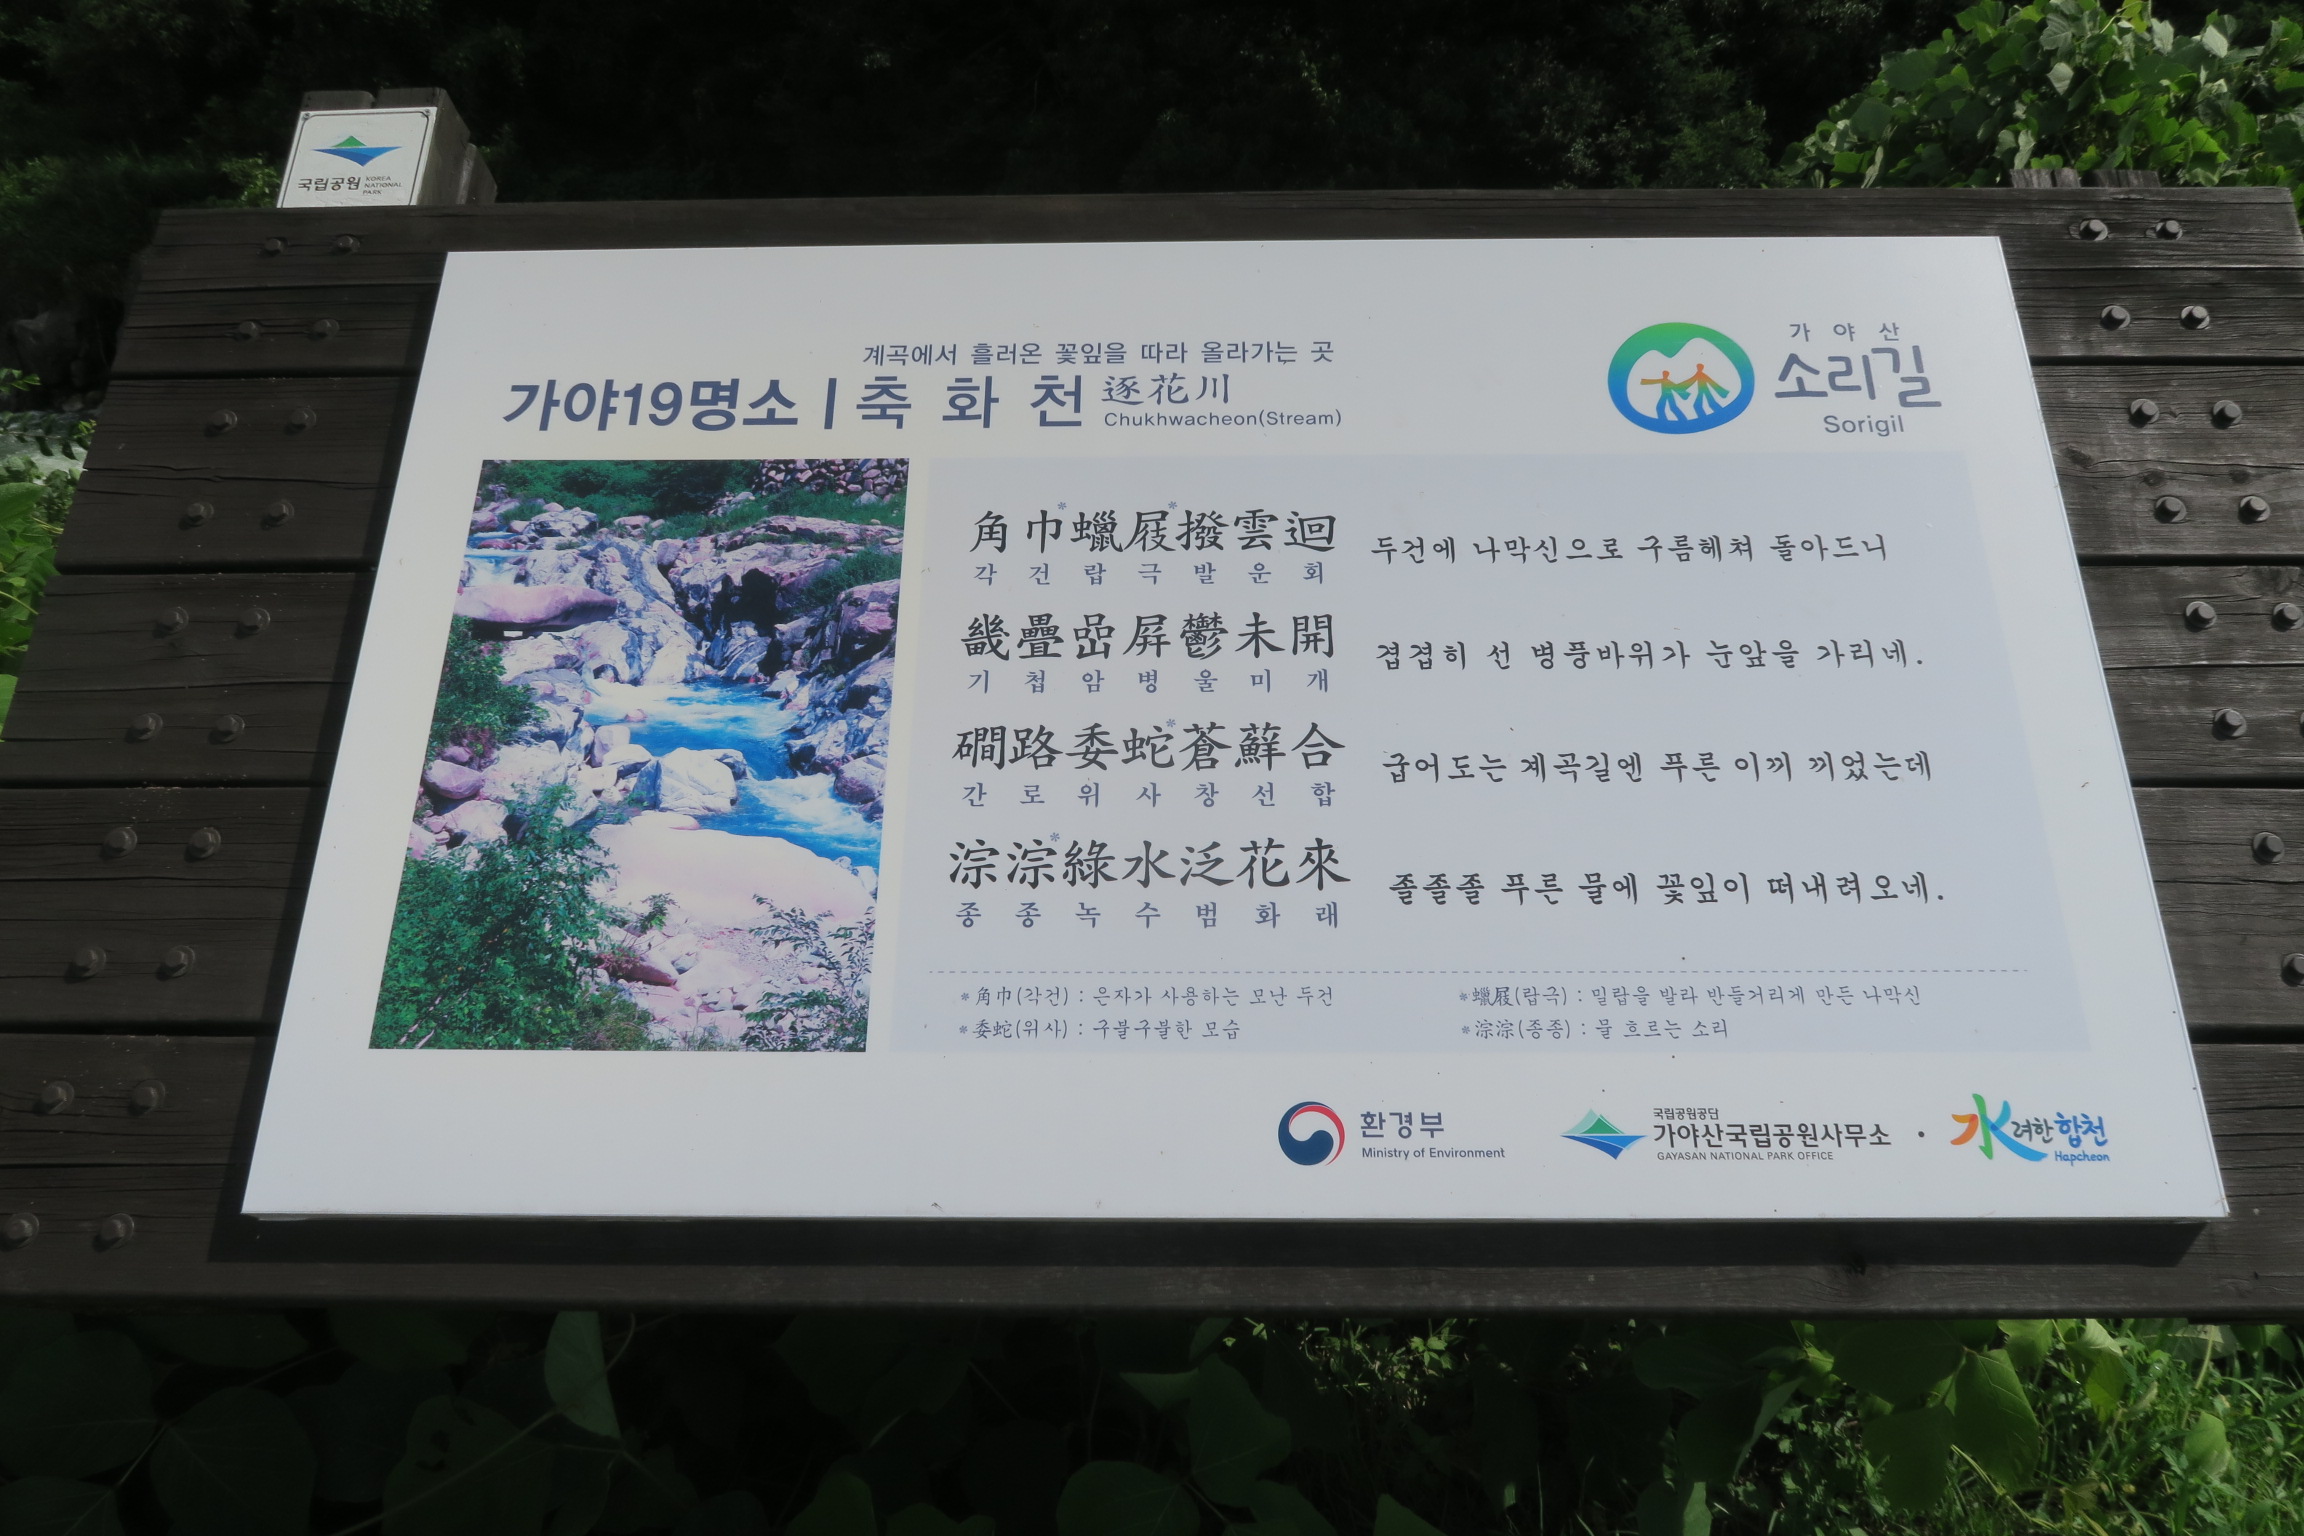 국립공원 KOREA NATIONAL PARK
계곡에서 흘러온 꽃잎을 따라 올라가는 곳
가야19명소 | 축 화 천 逐花川
Chukhwacheon(Stream)
가 야 산
소리길
Sorigil
角巾*蠟屐*撥雲迴
각 건 랍 극 발 운 회
두건에 나막신으로 구름헤쳐 돌아드니
畿疊嵒屛鬱未開
기 첩 암 병 울 미 개
겹겹히 선 병풍바위가 눈앞을 가리네.
磵路委蛇*蒼蘚合
간 로 위 사 창 선 합
굽어도는 계곡길엔 푸른 이끼 끼었는데
淙淙*綠水泛花來
종 종 녹 수 범 화 래
졸졸졸 푸른 물에 꽃잎이 떠내려오네.
*角巾(각건) : 은자가 사용하는 모난 두건
*蠟屐(랍극) : 밀랍을 발라 반들거리게 만든 나막신
*委蛇(위사) : 구불구불한 모습
*淙淙(종종) : 물 흐르는 소리
환경부
Ministry of Environment
국립공원공단
가야산국립공원사무소
GAYASAN NATIONAL PARK OFFICE
水려한 합천
Hapcheon